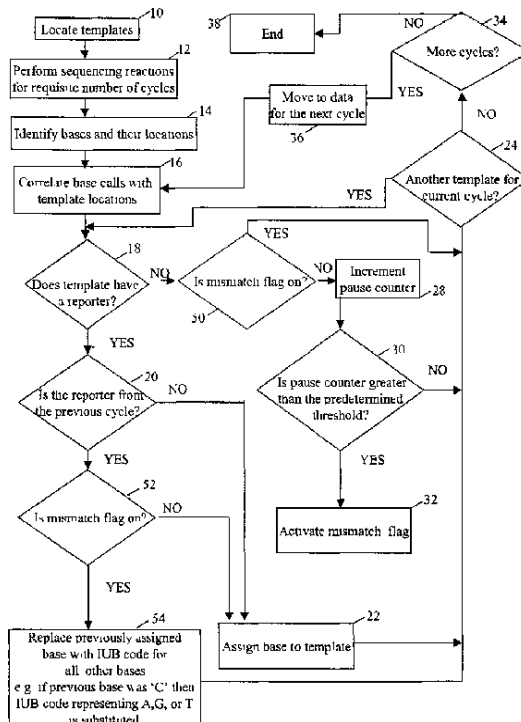 10
Locate templates
12
Perform sequencing reactions
for requisite number of cycles
14
Identify bases and their locations
16
Correlate base calls with
template locations
38
End
NO
34
More cycles?
YES
Move to data
for the next cycle
36
NO
24
Another template for
current cycle?
YES
18
Does template have
a reporter?
NO
YES
Is mismatch flag on?
50
YES
NO
Increment
pause counter
28
30
Is pause counter greater
than the predetermined
threshold?
NO
YES
32
Activate mismatch flag
20
Is the reporter from
the previous cycle?
NO
YES
52
Is mismatch flag on?
NO
YES
22
Assign base to template
54
Replace previously assigned
base with IUB code for
all other bases
e.g. if previous base was 'C' then
IUB code representing A,G, or T
is substituted